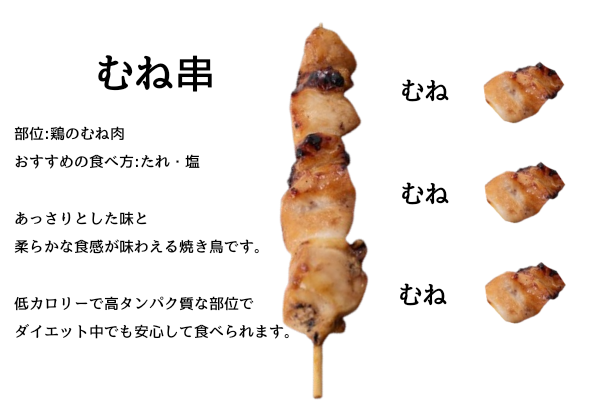 むね串
部位:鶏のむね肉
おすすめの食べ方:たれ・塩
あっさりとした味と
柔らかな食感が味わえる焼き鳥です。
低カロリーで高タンパク質な部位で
ダイエット中でも安心して食べられます。
むね
むね
むね